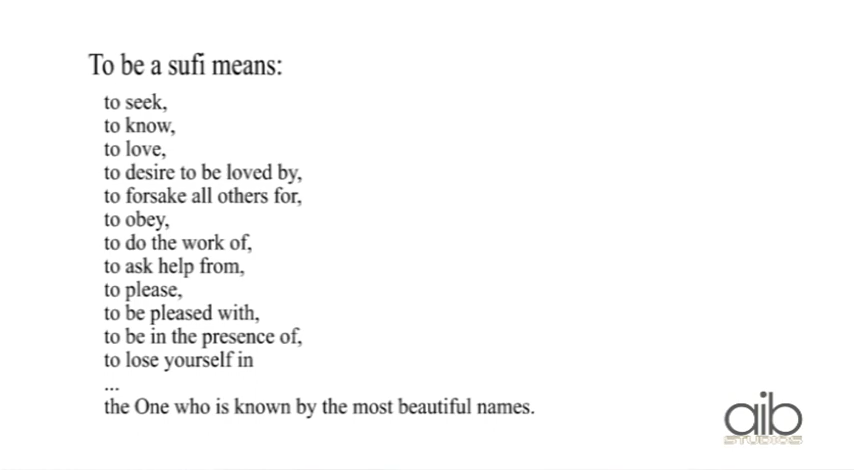 To be a sufi means:
to seek,
to know,
to love,
to desire to be loved by,
to forsake all others for,
to obey,
to do the work of,
to ask help from,
to please,
to be pleased with,
to be in the presence of,
to lose yourself in
...
the One who is known by the most beautiful names.
aib
STUDIOS